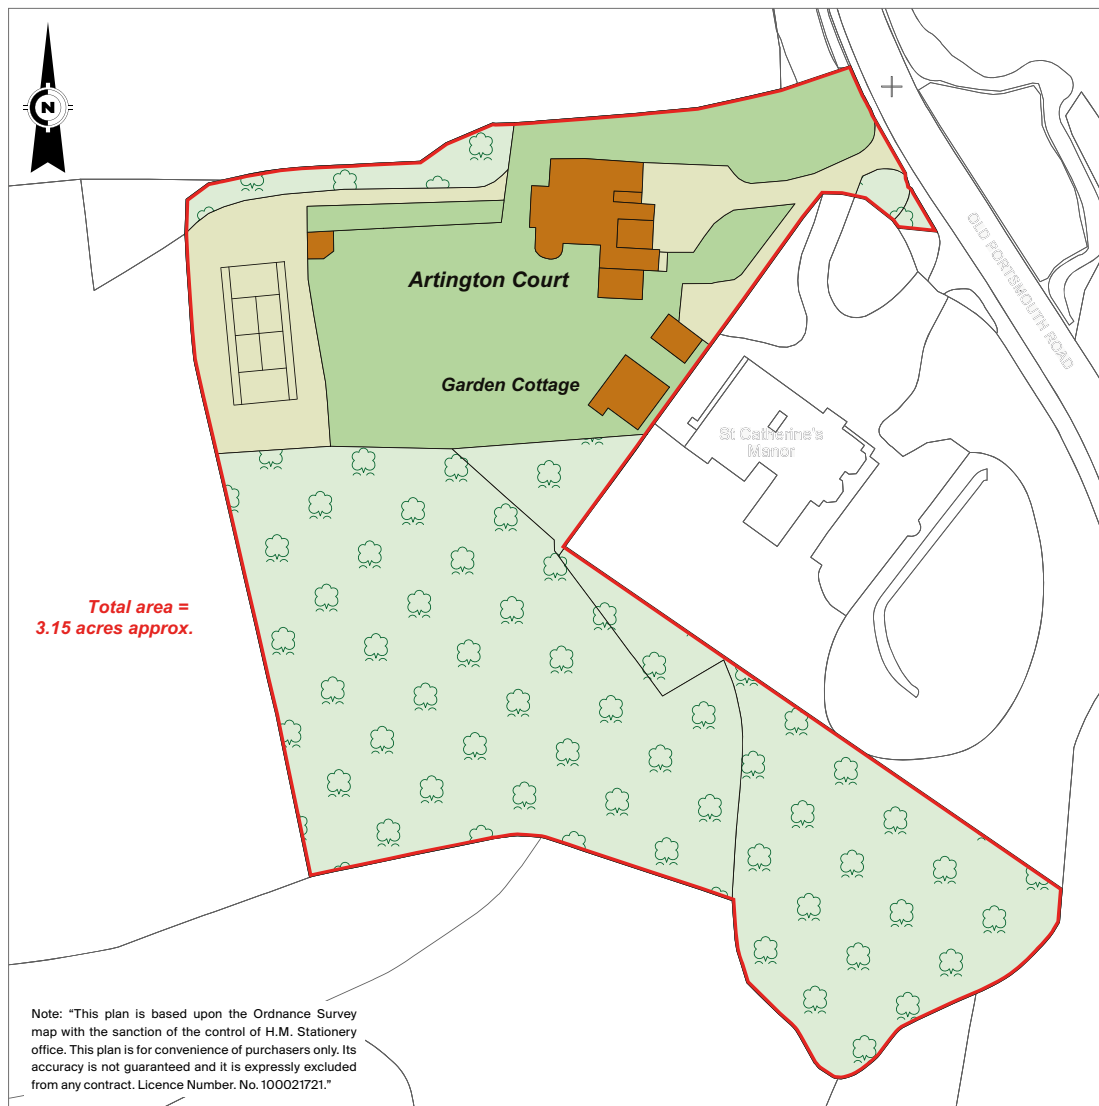 N
OLD PORTSMOUTH ROAD
Artington Court
Garden Cottage
St Catherine's
Manor
Total area =
3.15 acres approx.
Note: “This plan is based upon the Ordnance Survey
map with the sanction of the control of H.M. Stationery
office. This plan is for convenience of purchasers only. Its
accuracy is not guaranteed and it is expressly excluded
from any contract. Licence Number. No. 100021721.”